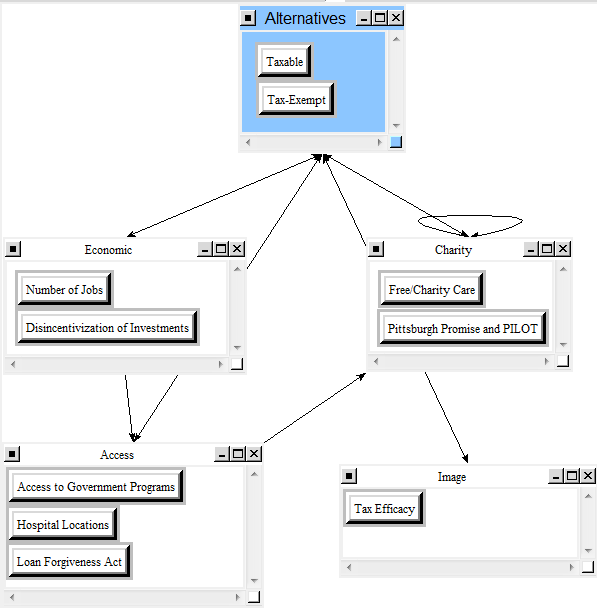 Alternatives
Taxable
Tax-Exempt
Economic
Number of Jobs
Disincentivization of Investments
Charity
Free/Charity Care
Pittsburgh Promise and PILOT
Access
Access to Government Programs
Hospital Locations
Loan Forgiveness Act
Image
Tax Efficacy